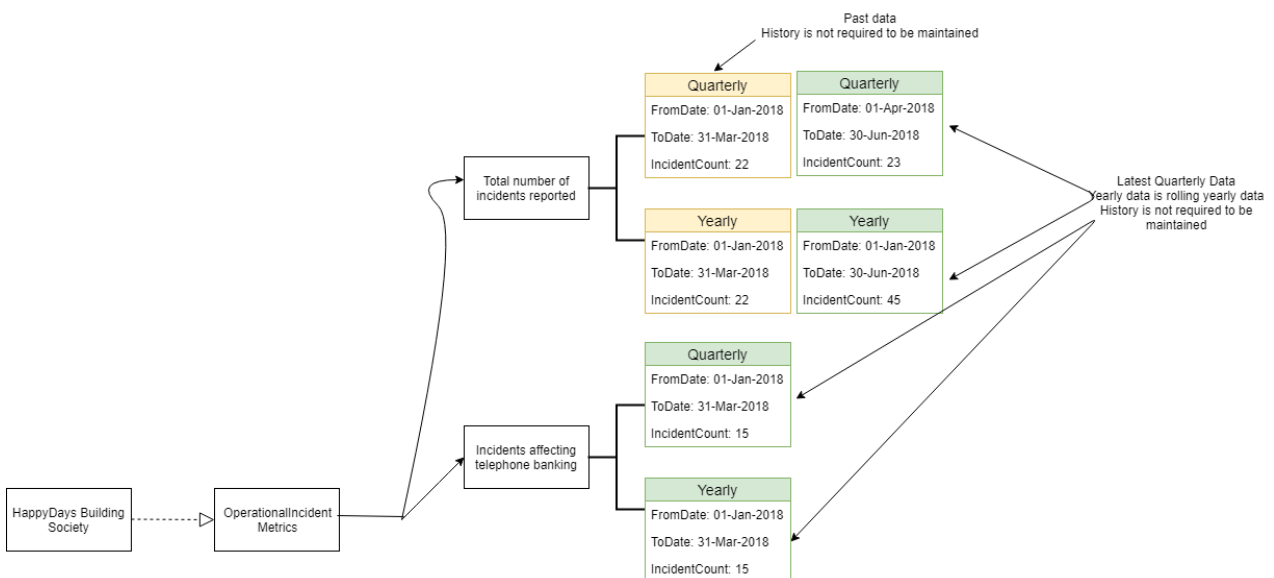 Past data
History is not required to be maintained
Quarterly
FromDate: 01-Jan-2018
ToDate: 31-Mar-2018
IncidentCount: 22
Quarterly
FromDate: 01-Apr-2018
ToDate: 30-Jun-2018
IncidentCount: 23
Total number of
incidents reported
Latest Quarterly Data
Yearly data is rolling yearly data
History is not required to be
maintained
Yearly
FromDate: 01-Jan-2018
ToDate: 31-Mar-2018
IncidentCount: 22
Yearly
FromDate: 01-Jan-2018
ToDate: 30-Jun-2018
IncidentCount: 45
Quarterly
FromDate: 01-Jan-2018
ToDate: 31-Mar-2018
IncidentCount: 15
Incidents affecting
telephone banking
Yearly
FromDate: 01-Jan-2018
ToDate: 31-Mar-2018
IncidentCount: 15
HappyDays Building
Society
OperationalIncident
Metrics